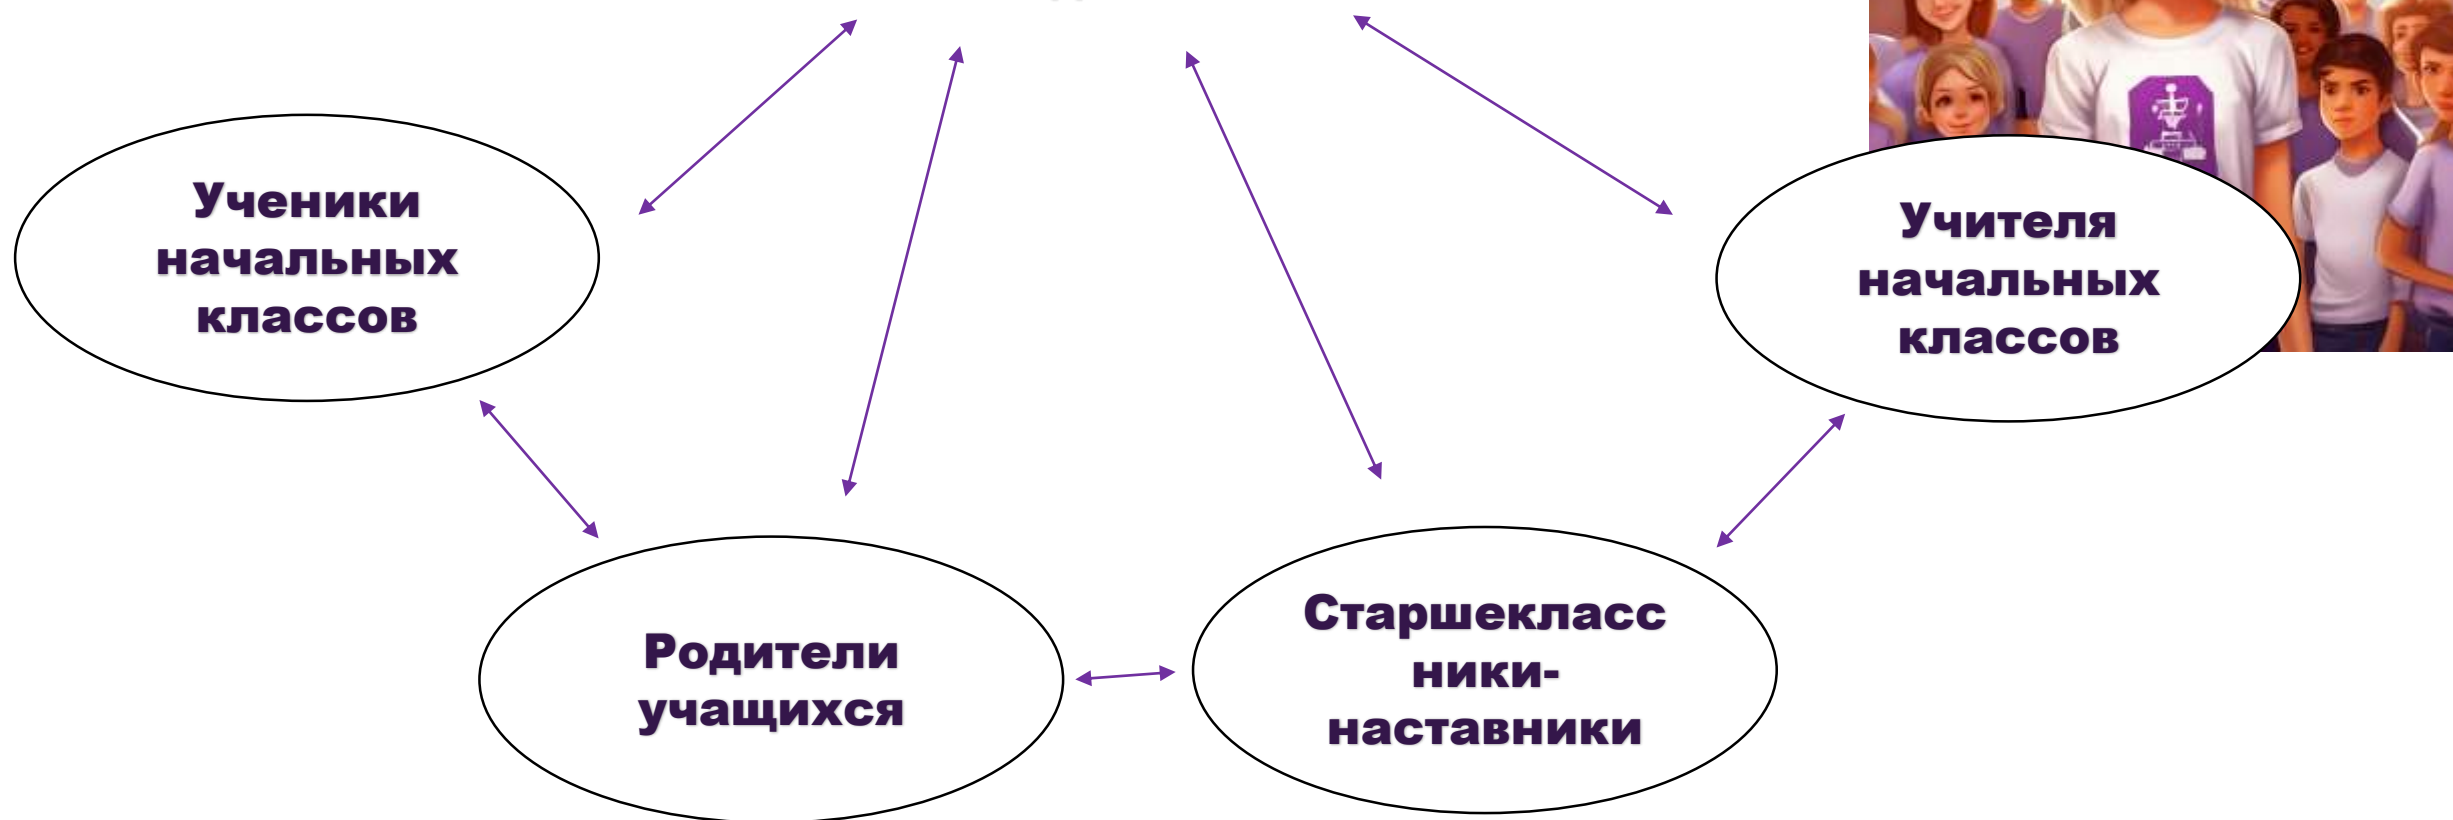 Ученики
начальных
классов
Учителя
начальных
классов
Родители
учащихся
Старшекласс
ники-
наставники